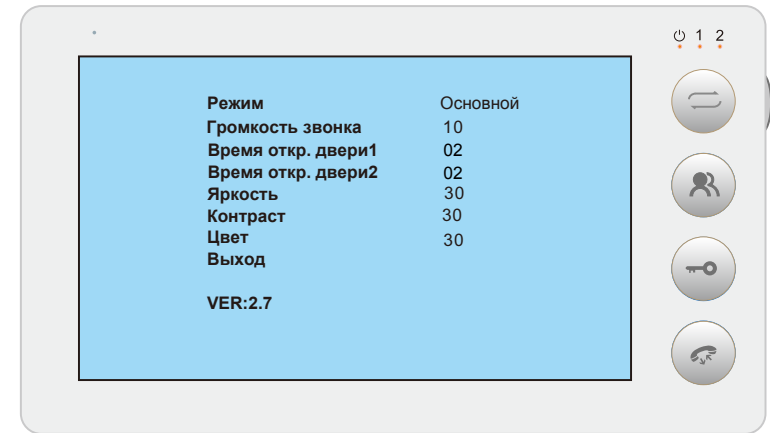 1 2
Режим Основной
Громкость звонка 10
Время откр. двери1 02
Время откр. двери2 02
Яркость 30
Контраст 30
Цвет 30
Выход
VER:2.7